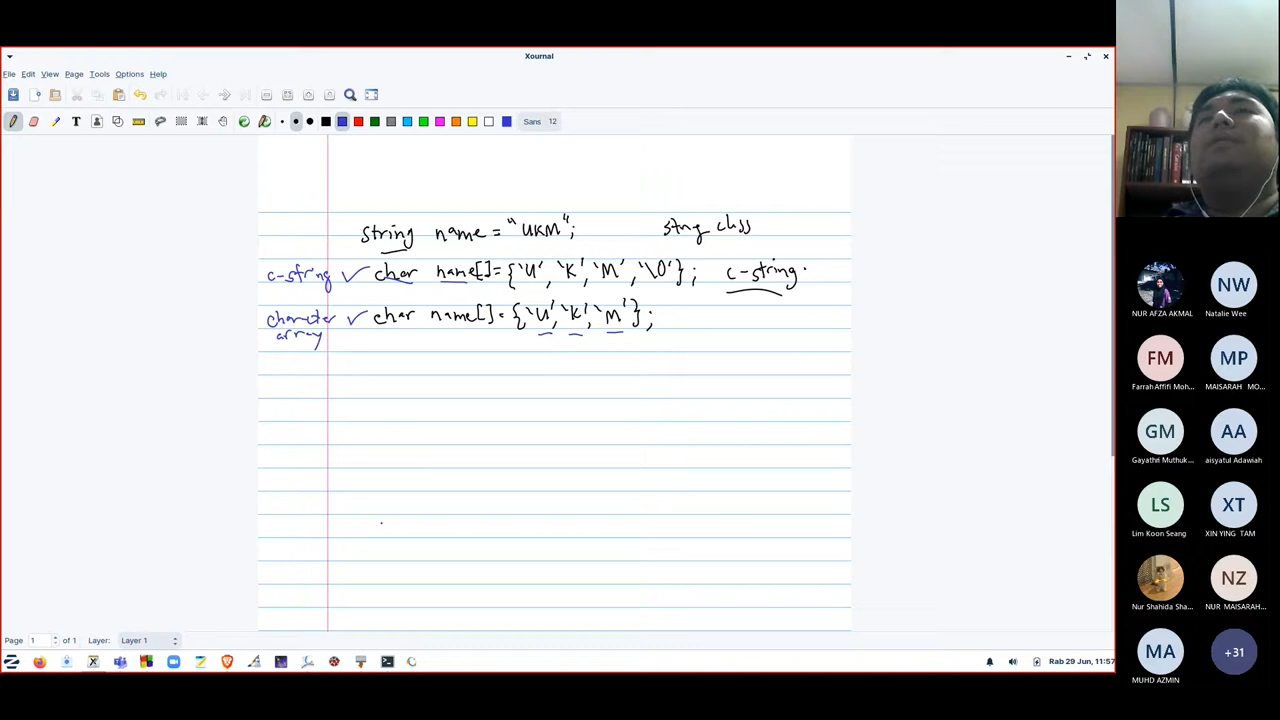 Xournal
File Edit View Page Tools Options Help
Sans 12
string name = "UKM"; string class
c-string ✓ char name[]={'U','K','M','\0'}; c-string.
character array ✓ char name[]={'U','K','M'};
Page 1 of 1 Layer: Layer 1
Rab 29 Jun, 11:57
NUR AFZA AKMAL
NW
Natalie Wee
FM
Farrah Affifi Moh...
MP
MAISARAH MO...
GM
Gayathri Muthuk...
AA
aisyatul Adawiah
LS
Lim Koon Seang
XT
XIN YING TAM
Nur Shahida Sha...
NZ
NUR MAISARAH...
MA
MUHD AZMIN
+31